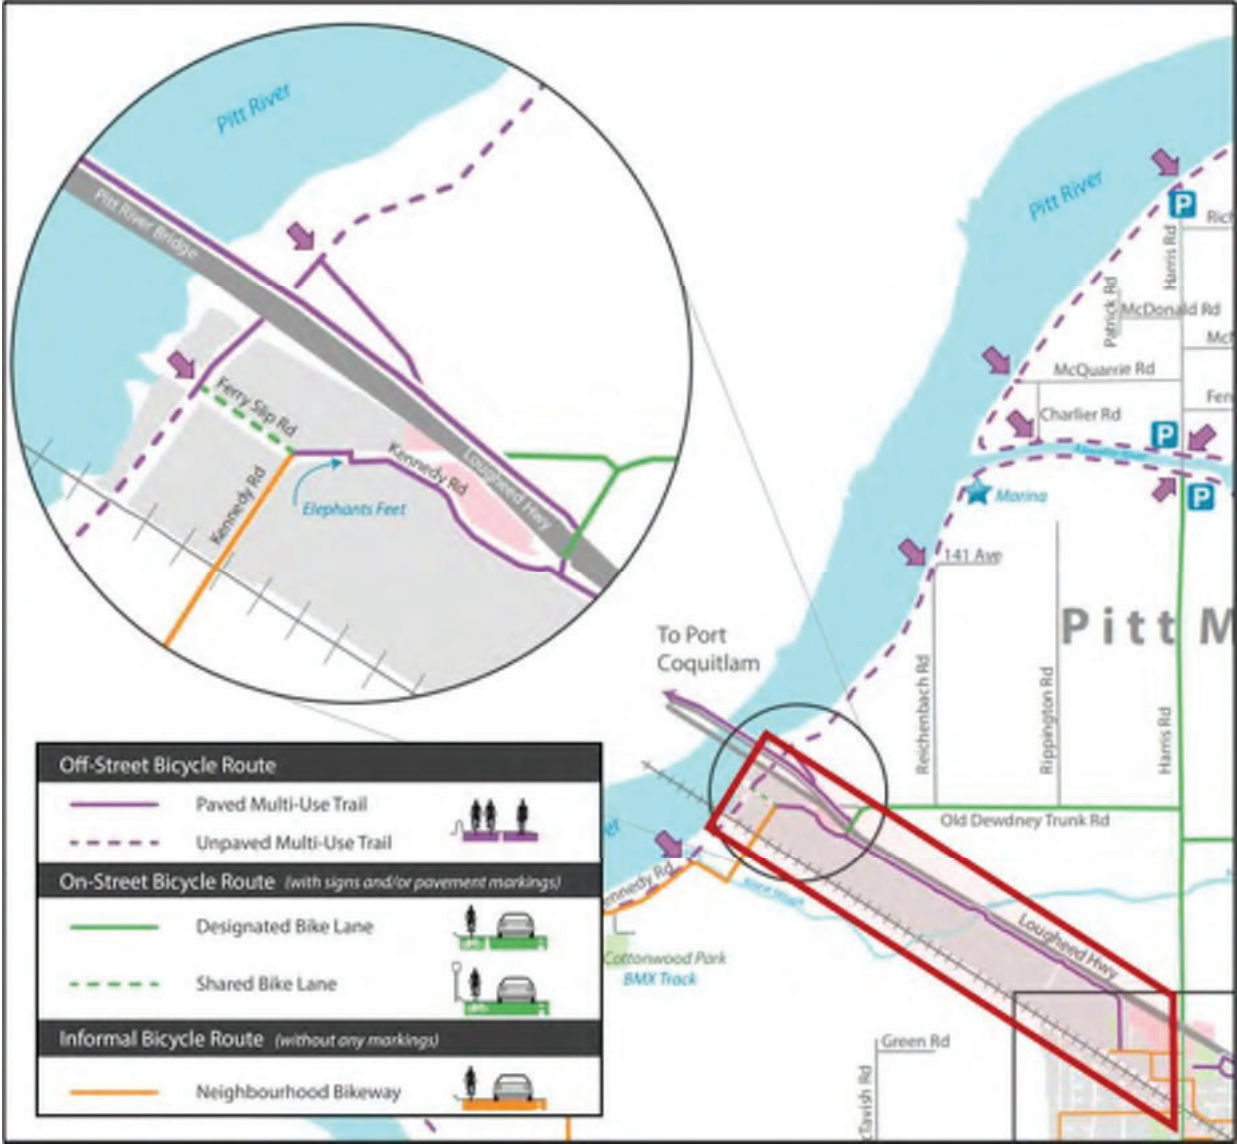 Pitt River
Pitt River Bridge
Ferry Slip Rd
Kennedy Rd
Elephants Feet
Kennedy Rd
Lougheed Hwy
Pitt River
P
Harris Rd
Patrick Rd
McDonald Rd
McQuarrie Rd
Charlier Rd
P
Marina
P
141 Ave
Pitt M
To Port
Coquitlam
Reichenbach Rd
Rippington Rd
Harris Rd
Old Dewdney Trunk Rd
Lougheed Hwy
ennedy Rd
Cottonwood Park
BMX Track
Green Rd
cTavish Rd
Off-Street Bicycle Route
Paved Multi-Use Trail
Unpaved Multi-Use Trail
On-Street Bicycle Route (with signs and/or pavement markings)
Designated Bike Lane
Shared Bike Lane
Informal Bicycle Route (without any markings)
Neighbourhood Bikeway